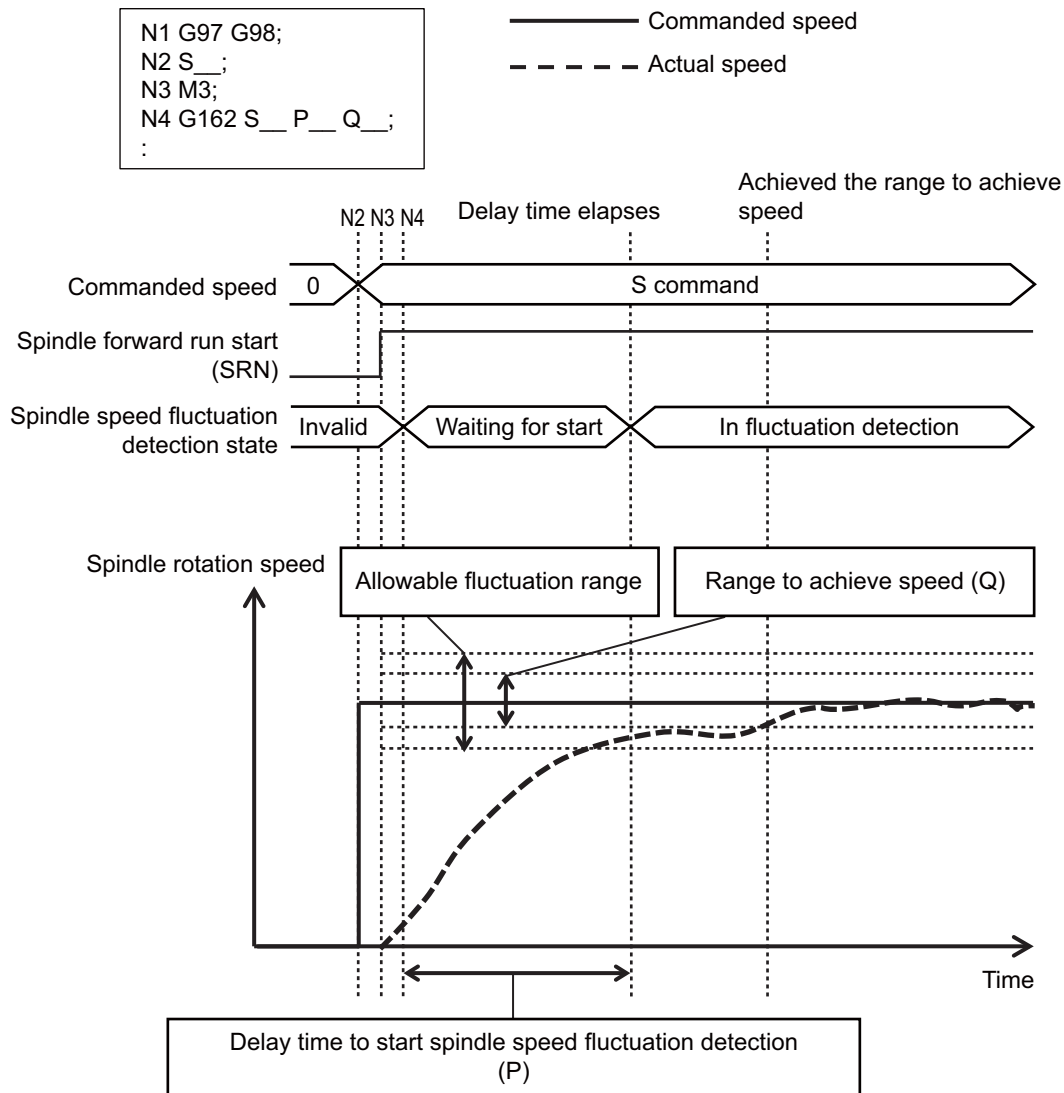 N1 G97 G98;
N2 S__;
N3 M3;
N4 G162 S__ P__ Q__;
:
Commanded speed
Actual speed
N2 N3 N4
Delay time elapses
Achieved the range to achieve
speed
Commanded speed
0
S command
Spindle forward run start
(SRN)
Spindle speed fluctuation
detection state
Invalid
Waiting for start
In fluctuation detection
Spindle rotation speed
Allowable fluctuation range
Range to achieve speed (Q)
Time
Delay time to start spindle speed fluctuation detection
(P)